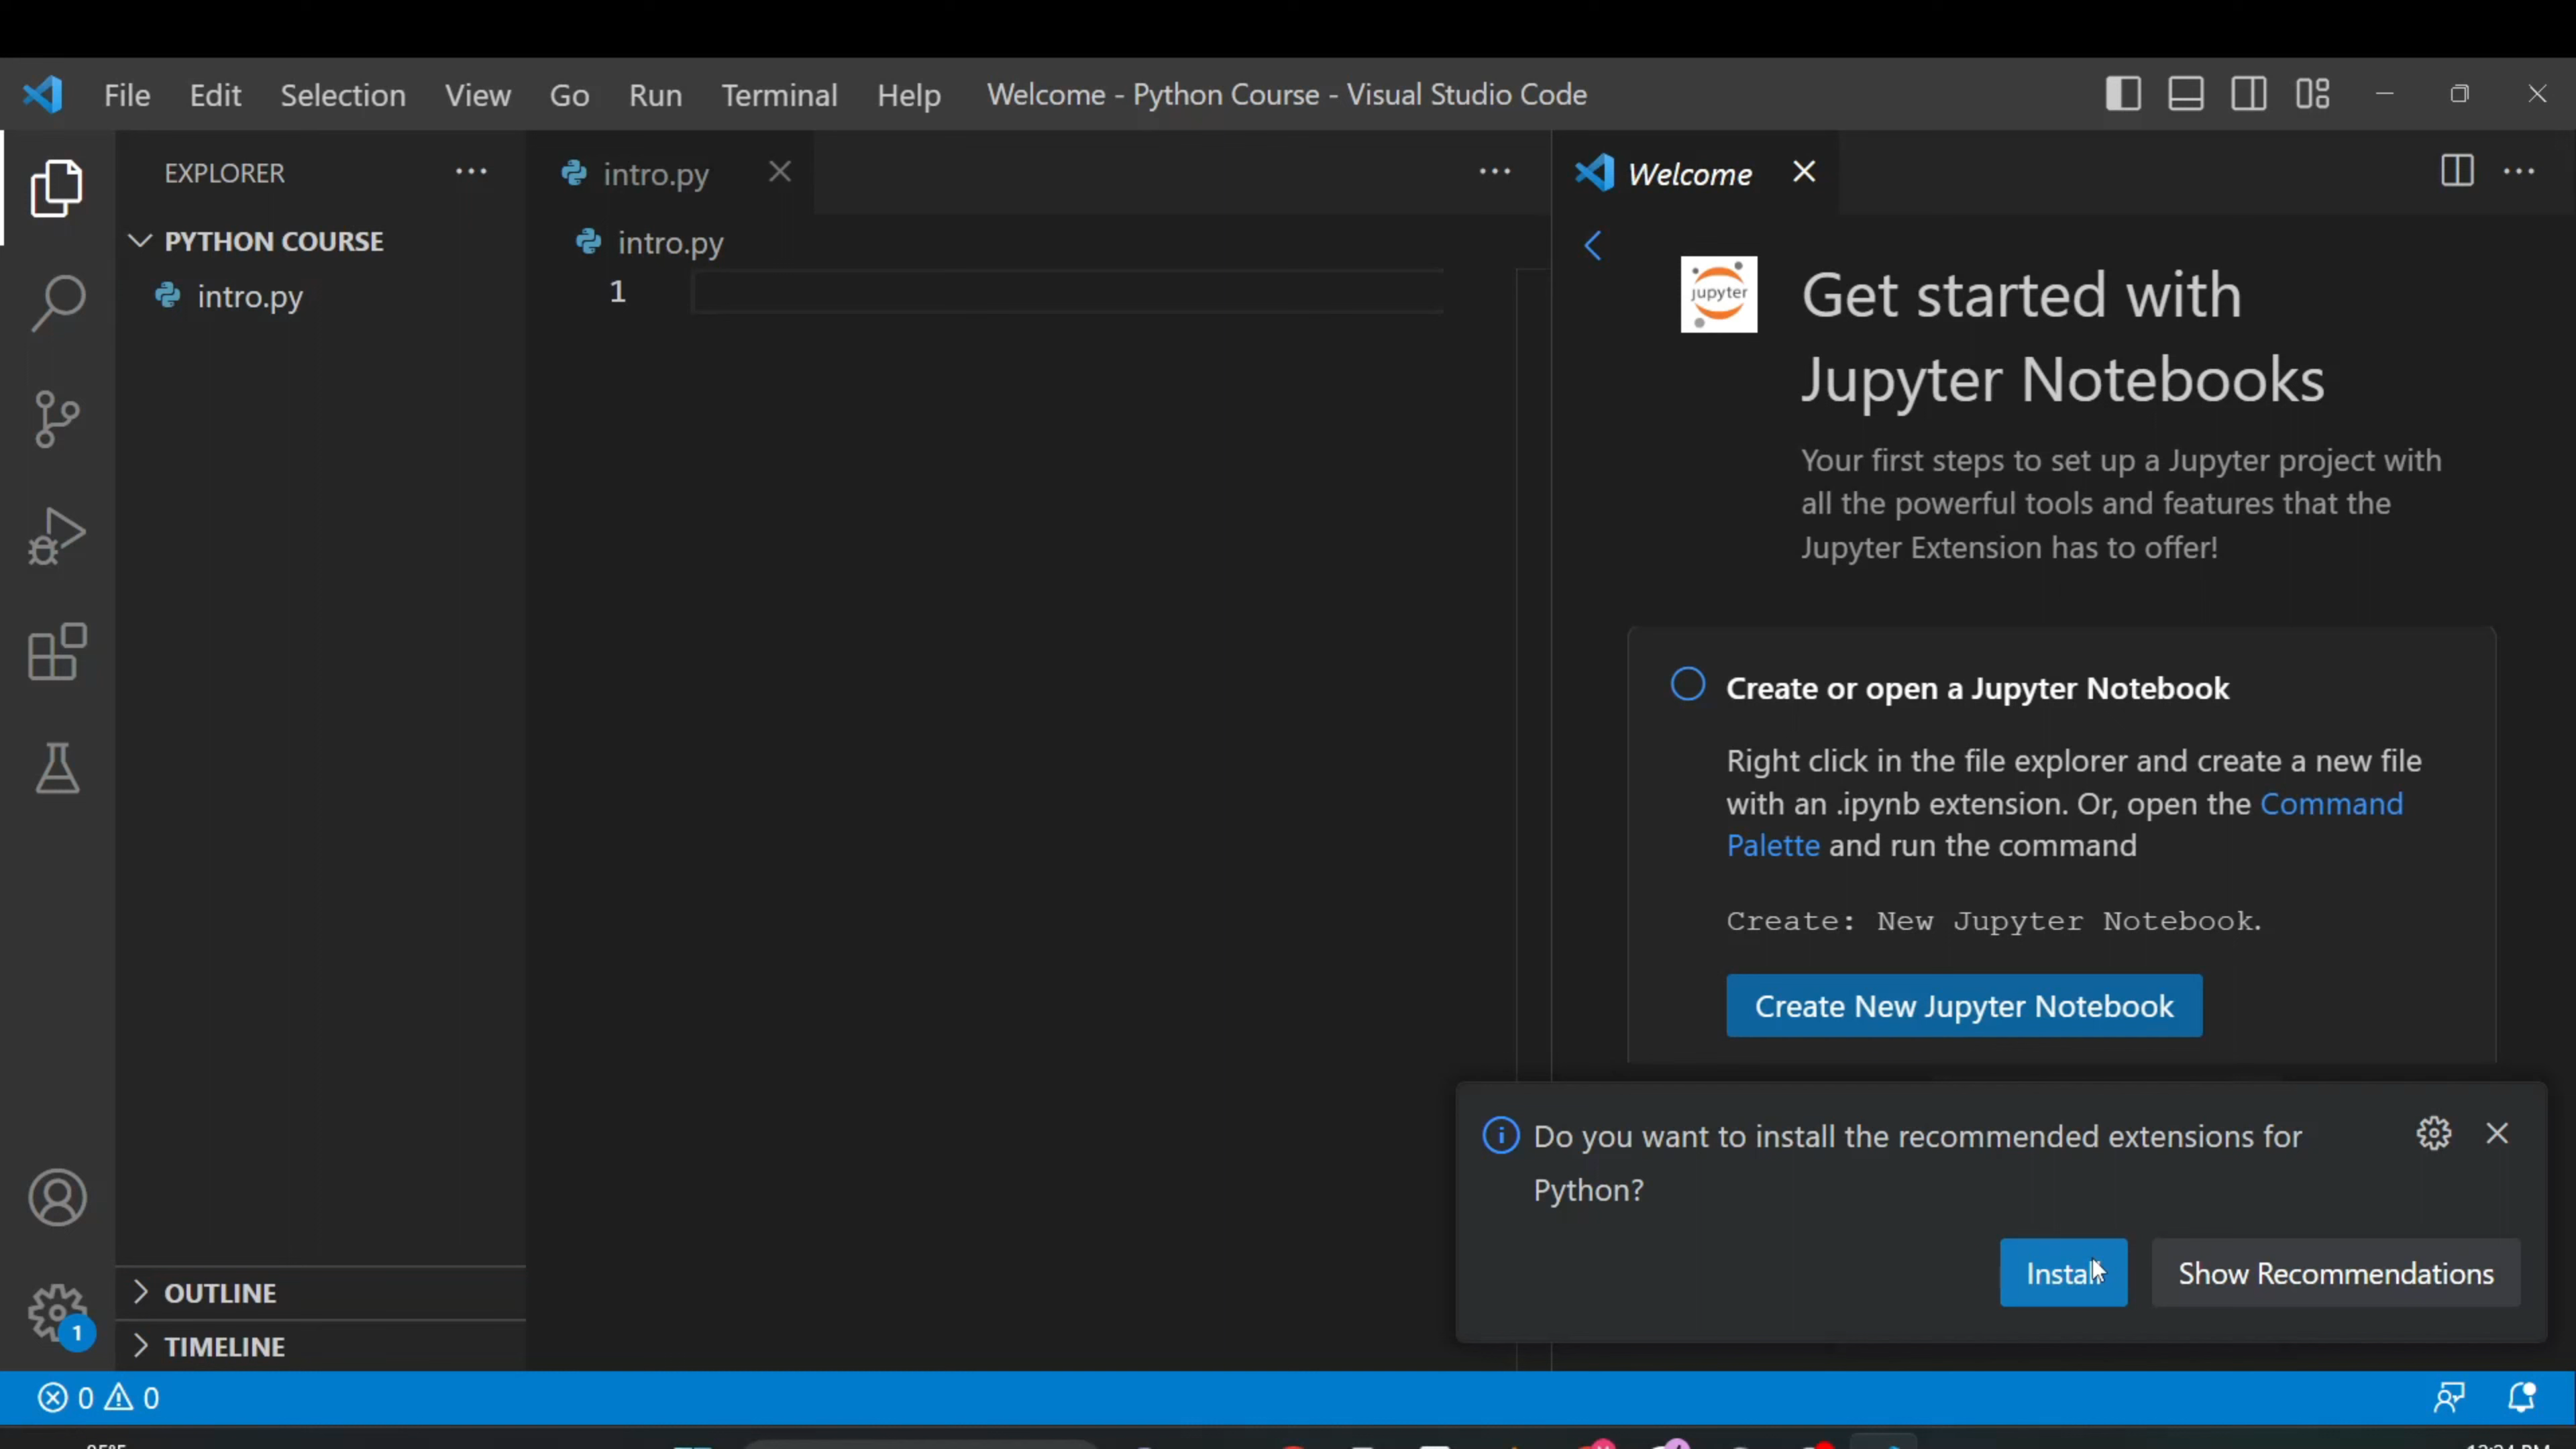 File Edit Selection View Go Run Terminal Help Welcome - Python Course - Visual Studio Code
EXPLORER
PYTHON COURSE
intro.py
OUTLINE
TIMELINE
intro.py
intro.py
1
Welcome
jupyter
Get started with
Jupyter Notebooks
Your first steps to set up a Jupyter project with
all the powerful tools and features that the
Jupyter Extension has to offer!
Create or open a Jupyter Notebook
Right click in the file explorer and create a new file
with an .ipynb extension. Or, open the Command
Palette and run the command
Create: New Jupyter Notebook.
Create New Jupyter Notebook
Do you want to install the recommended extensions for
Python?
Install Show Recommendations
1
0 0